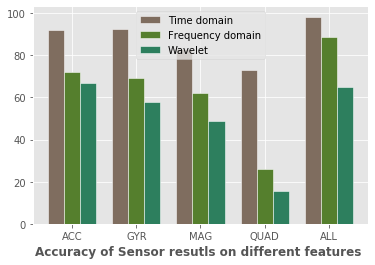 100
80
60
40
20
0
Time domain
Frequency domain
Wavelet
ACC GYR MAG QUAD ALL
Accuracy of Sensor resutls on different features